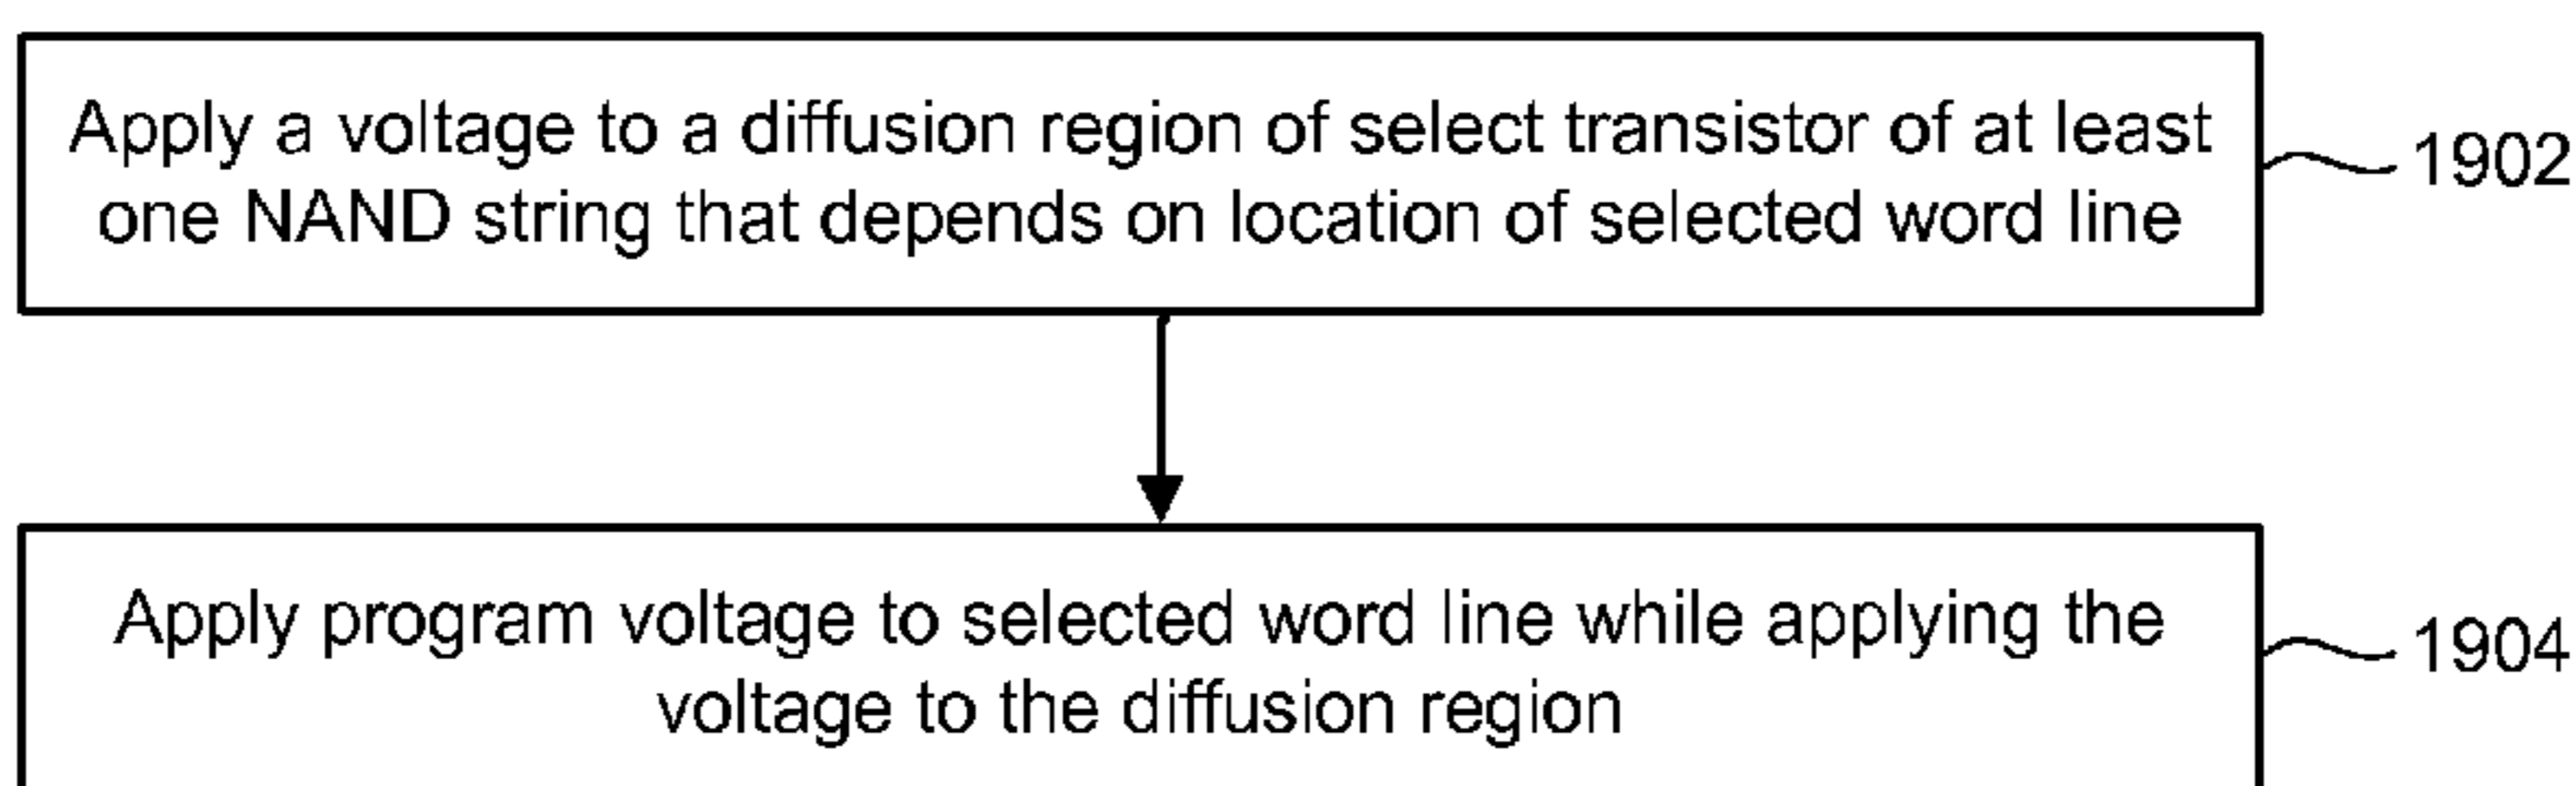 Apply a voltage to a diffusion region of select transistor of at least
one NAND string that depends on location of selected word line
1902
Apply program voltage to selected word line while applying the
voltage to the diffusion region
1904